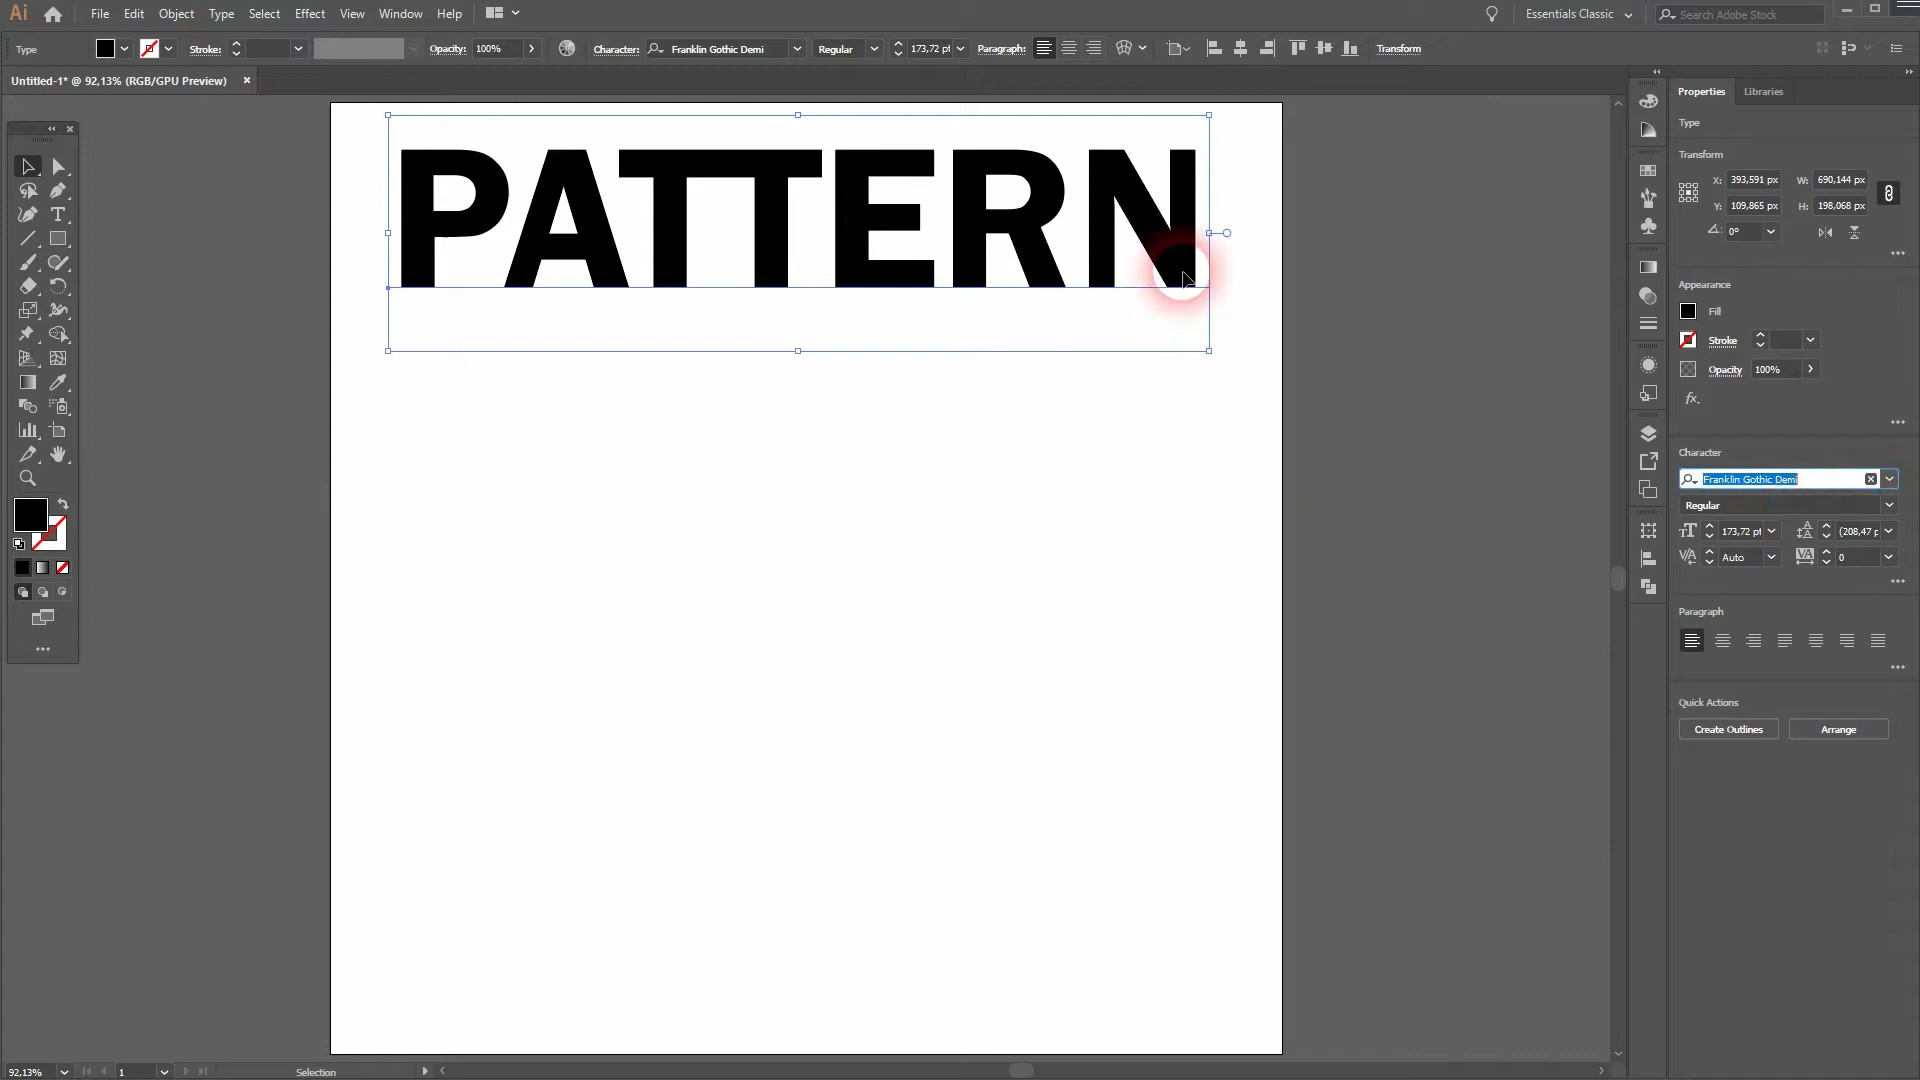 Ai File Edit Object Type Select Effect View Window Help Essentials Classic Search Adobe Stock
Type Stroke: Opacity: 100% Character: Franklin Gothic Demi Regular 173,72 pt Paragraph: Transform
Untitled-1* @ 92,13% (RGB/GPU Preview)
Properties Libraries
Type
Transform
X: 393,591 px W: 690,144 px
Y: 109,865 px H: 198,068 px
0°
Appearance
Fill
Stroke
Opacity 100%
fx.
Character
Franklin Gothic Demi
Regular
173,72 pt (208,47 p
Auto 0
Paragraph
Quick Actions
Create Outlines Arrange
PATTERN
92,13% 1 Selection